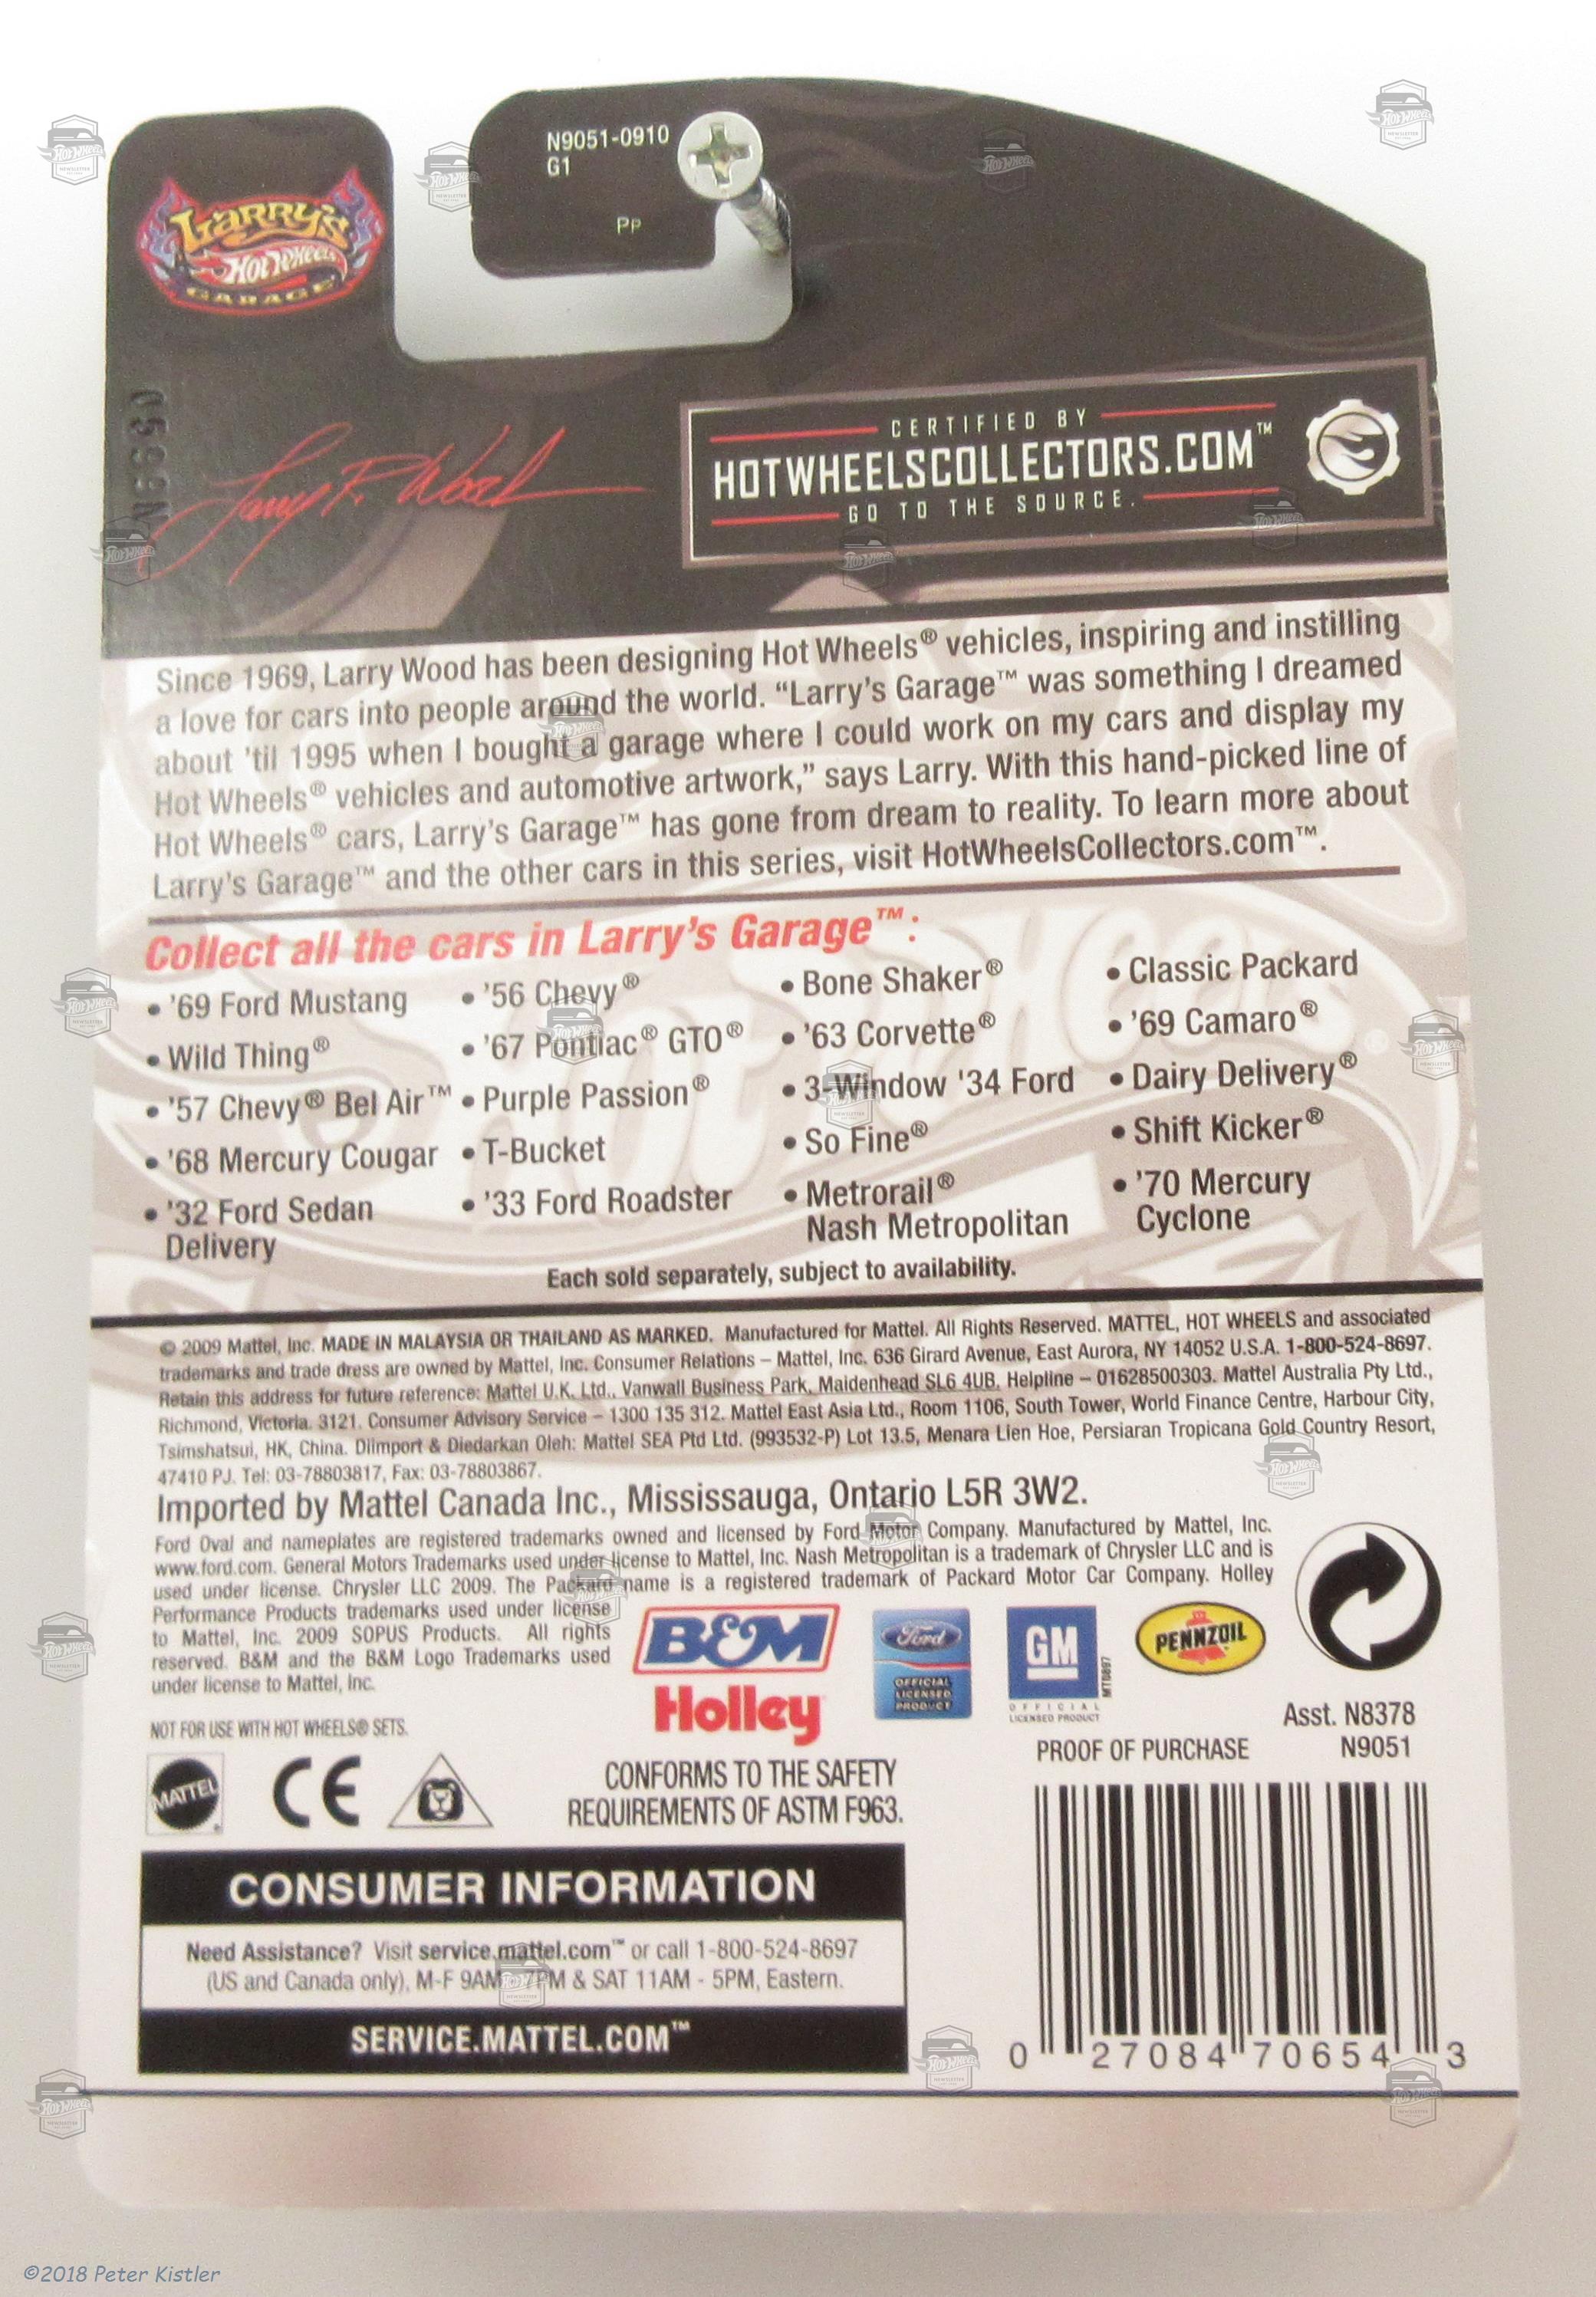 N9051-0910
G1
Pp
Larry's
Hot Wheels
GARAGE
Larry R. Wood
CERTIFIED BY
HOTWHEELSCOLLECTORS.COM™
GO TO THE SOURCE.
Since 1969, Larry Wood has been designing Hot Wheels® vehicles, inspiring and instilling
a love for cars into people around the world. “Larry's Garage™ was something I dreamed
about 'til 1995 when I bought a garage where I could work on my cars and display my
Hot Wheels® vehicles and automotive artwork,” says Larry. With this hand-picked line of
Hot Wheels® cars, Larry's Garage™ has gone from dream to reality. To learn more about
Larry's Garage™ and the other cars in this series, visit HotWheelsCollectors.com™.
Collect all the cars in Larry's Garage™:
• '69 Ford Mustang
• Wild Thing®
• '57 Chevy® Bel Air™
• '68 Mercury Cougar
• '32 Ford Sedan
Delivery
• '56 Chevy®
• '67 Pontiac® GTO®
• Purple Passion®
• T-Bucket
• '33 Ford Roadster
• Bone Shaker®
• '63 Corvette®
• 3-Window '34 Ford
• So Fine®
• Metrorail®
Nash Metropolitan
• Classic Packard
• '69 Camaro®
• Dairy Delivery®
• Shift Kicker®
• '70 Mercury
Cyclone
Each sold separately, subject to availability.
© 2009 Mattel, Inc. MADE IN MALAYSIA OR THAILAND AS MARKED. Manufactured for Mattel. All Rights Reserved. MATTEL, HOT WHEELS and associated
trademarks and trade dress are owned by Mattel, Inc. Consumer Relations – Mattel, Inc. 636 Girard Avenue, East Aurora, NY 14052 U.S.A. 1-800-524-8697.
Retain this address for future reference: Mattel U.K. Ltd., Vanwall Business Park, Maidenhead SL6 4UB. Helpline – 01628500303. Mattel Australia Pty Ltd.,
Richmond, Victoria. 3121. Consumer Advisory Service – 1300 135 312. Mattel East Asia Ltd., Room 1106, South Tower, World Finance Centre, Harbour City,
Tsimshatsui, HK, China. Diimport & Diedarkan Oleh: Mattel SEA Ptd Ltd. (993532-P) Lot 13.5, Menara Lien Hoe, Persiaran Tropicana Gold Country Resort,
47410 PJ. Tel: 03-78803817, Fax: 03-78803867.
Imported by Mattel Canada Inc., Mississauga, Ontario L5R 3W2.
Ford Oval and nameplates are registered trademarks owned and licensed by Ford Motor Company. Manufactured by Mattel, Inc.
www.ford.com. General Motors Trademarks used under license to Mattel, Inc. Nash Metropolitan is a trademark of Chrysler LLC and is
used under license. Chrysler LLC 2009. The Packard name is a registered trademark of Packard Motor Car Company. Holley
Performance Products trademarks used under license
to Mattel, Inc. 2009 SOPUS Products. All rights
reserved. B&M and the B&M Logo Trademarks used
under license to Mattel, Inc.
B&M
Holley
Ford
OFFICIAL
LICENSED
PRODUCT
GM
MT0897
OFFICIAL
LICENSED PRODUCT
PENNZOIL
NOT FOR USE WITH HOT WHEELS® SETS.
MATTEL
CE
CONFORMS TO THE SAFETY
REQUIREMENTS OF ASTM F963.
Asst. N8378
PROOF OF PURCHASE N9051
CONSUMER INFORMATION
Need Assistance? Visit service.mattel.com™ or call 1-800-524-8697
(US and Canada only), M-F 9AM - 7PM & SAT 11AM - 5PM, Eastern.
SERVICE.MATTEL.COM™
0 27084 70654 3
©2018 Peter Kistler